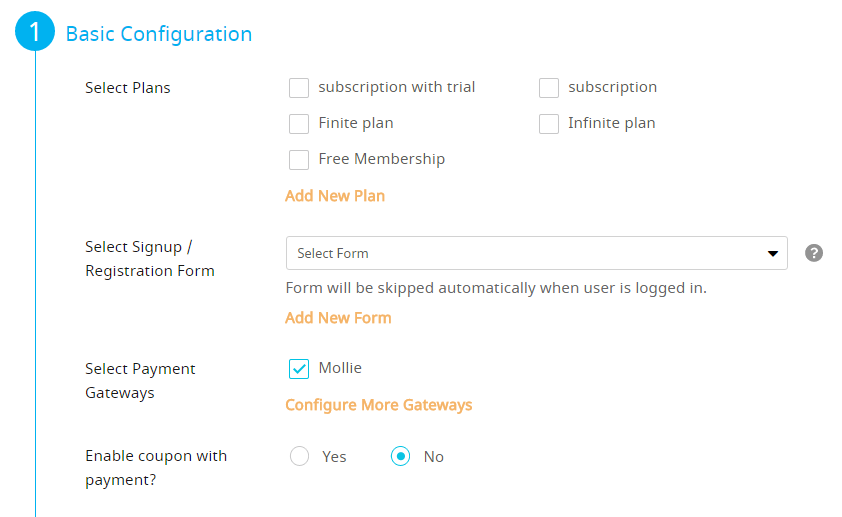 1 Basic Configuration
Select Plans
subscription with trial
subscription
Finite plan
Infinite plan
Free Membership
Add New Plan
Select Signup /
Registration Form
Select Form
?
Form will be skipped automatically when user is logged in.
Add New Form
Select Payment
Gateways
Mollie
Configure More Gateways
Enable coupon with
payment?
Yes
No